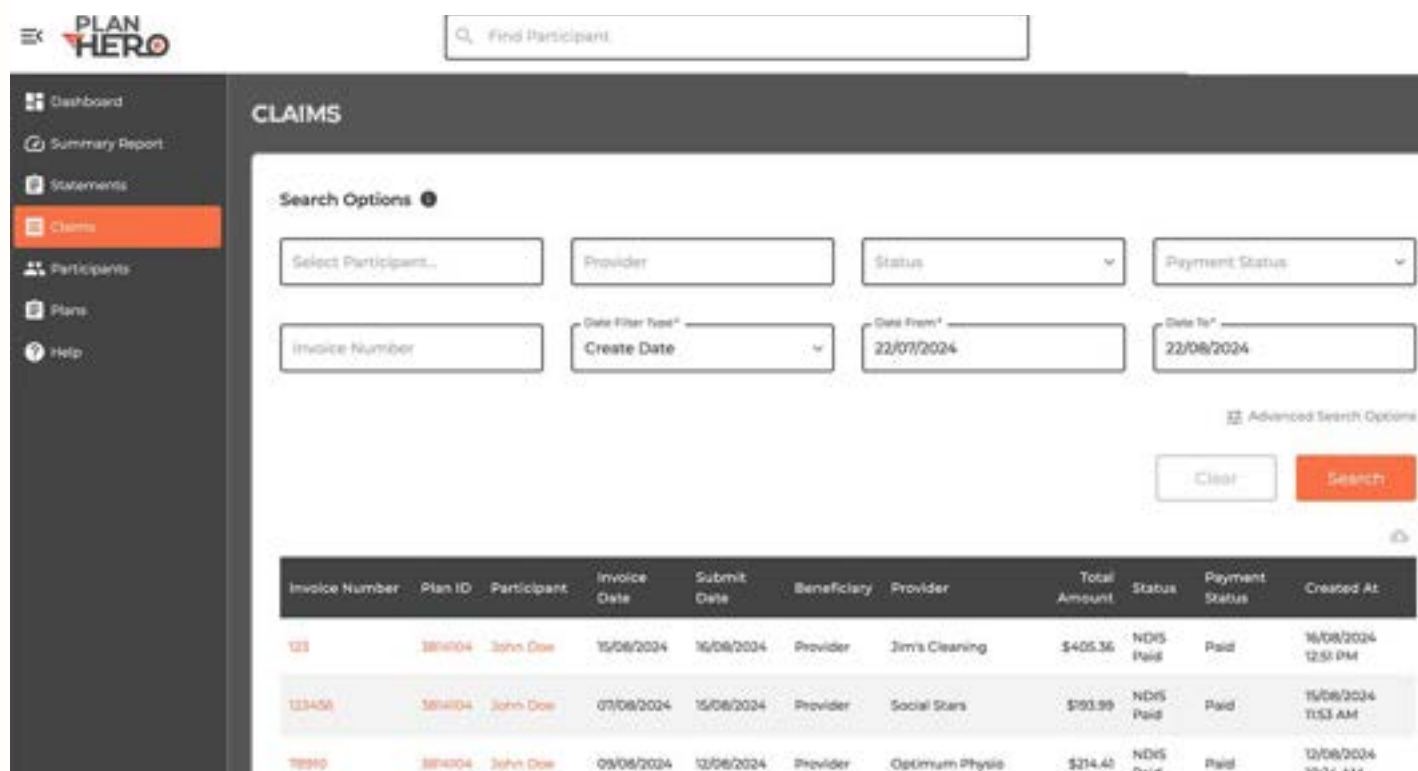 PLAN
HERO
Find Participant
Dashboard
Summary Report
Statements
Claims
Participants
Plans
Help
CLAIMS
Search Options
Select Participant...
Provider
Status
Payment Status
Invoice Number
Date Filter Type*
Create Date
Date From*
22/07/2024
Date To*
22/08/2024
Advanced Search Options
Clear
Search
Invoice Number Plan ID Participant Invoice Date Submit Date Beneficiary Provider Total Amount Status Payment Status Created At
123 3814104 John Doe 15/08/2024 16/08/2024 Provider Jim's Cleaning $405.36 NDIS Paid Paid 16/08/2024 12:51 PM
123456 3814104 John Doe 07/08/2024 15/08/2024 Provider Social Stars $193.99 NDIS Paid Paid 15/08/2024 11:53 AM
John Doe 09/08/2024 12/08/2024 Provider Optimum Physio $214.41 NDIS Paid 12/08/2024